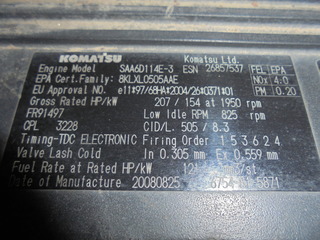 KOMATSU Komatsu Ltd.
Engine Model SAA6D114E-3 ESN 26857537 FEL EPA
EPA Cert.Family: 8KLXL0505AAE NOx 4.0
EU Approval NO. e11*97/68HA*2004/26*0371*01 PM 0.20
Gross Rated HP/kW 207 / 154 at 1950 rpm
FR91497 Low Idle RPM 825 rpm
CPL 3228 CID/L. 505 / 8.3
Timing-TDC ELECTRONIC Firing Order 153624
Valve Lash Cold In 0.305 mm Ex 0.559 mm
Fuel Rate at Rated HP/kW
Date of Manufacture 20080825